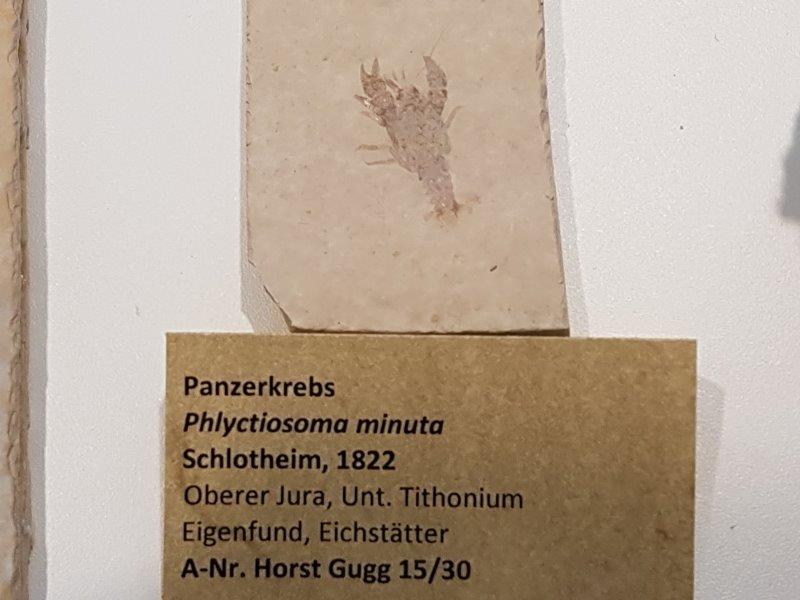 Panzerkrebs
Phlyctiosoma minuta
Schlotheim, 1822
Oberer Jura, Unt. Tithonium
Eigenfund, Eichstätter
A-Nr. Horst Gugg 15/30